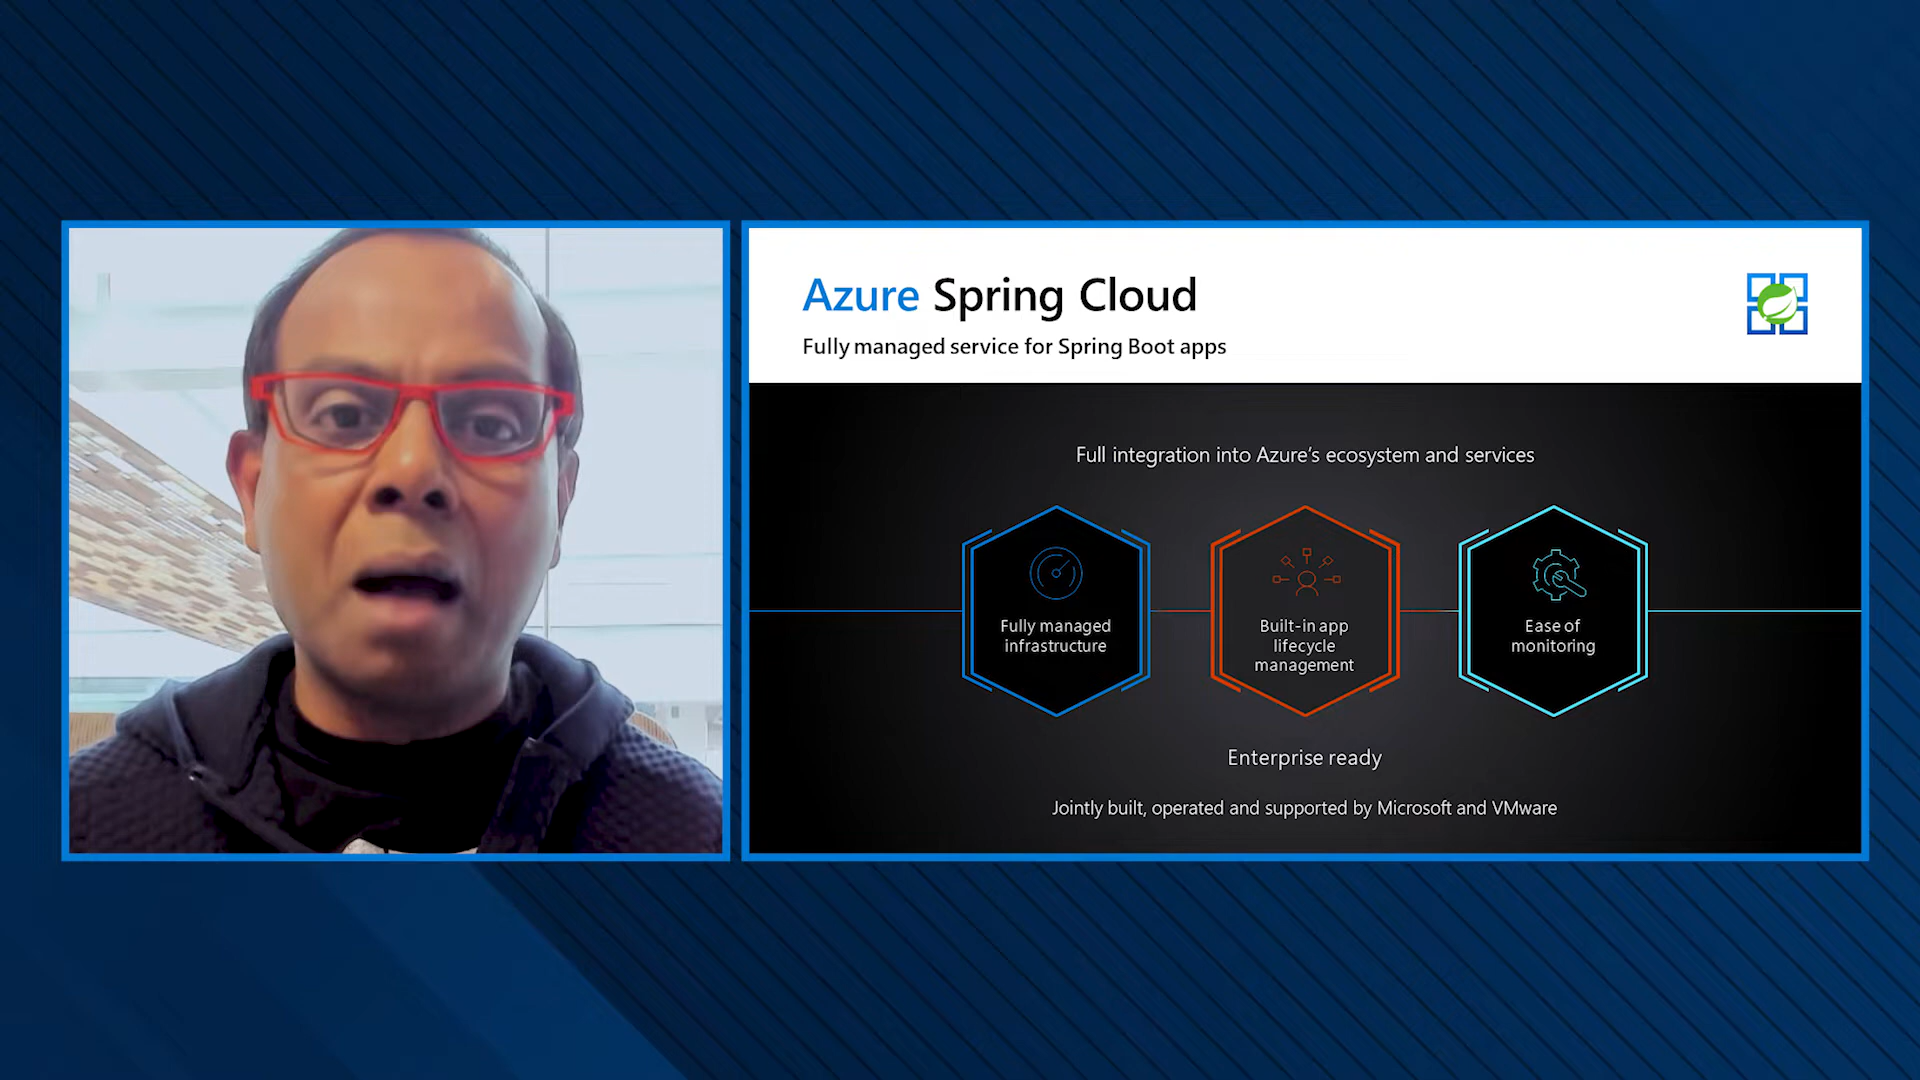 Azure Spring Cloud
Fully managed service for Spring Boot apps
Full integration into Azure’s ecosystem and services
Fully managed
infrastructure
Built-in app
lifecycle
management
Ease of
monitoring
Enterprise ready
Jointly built, operated and supported by Microsoft and VMware